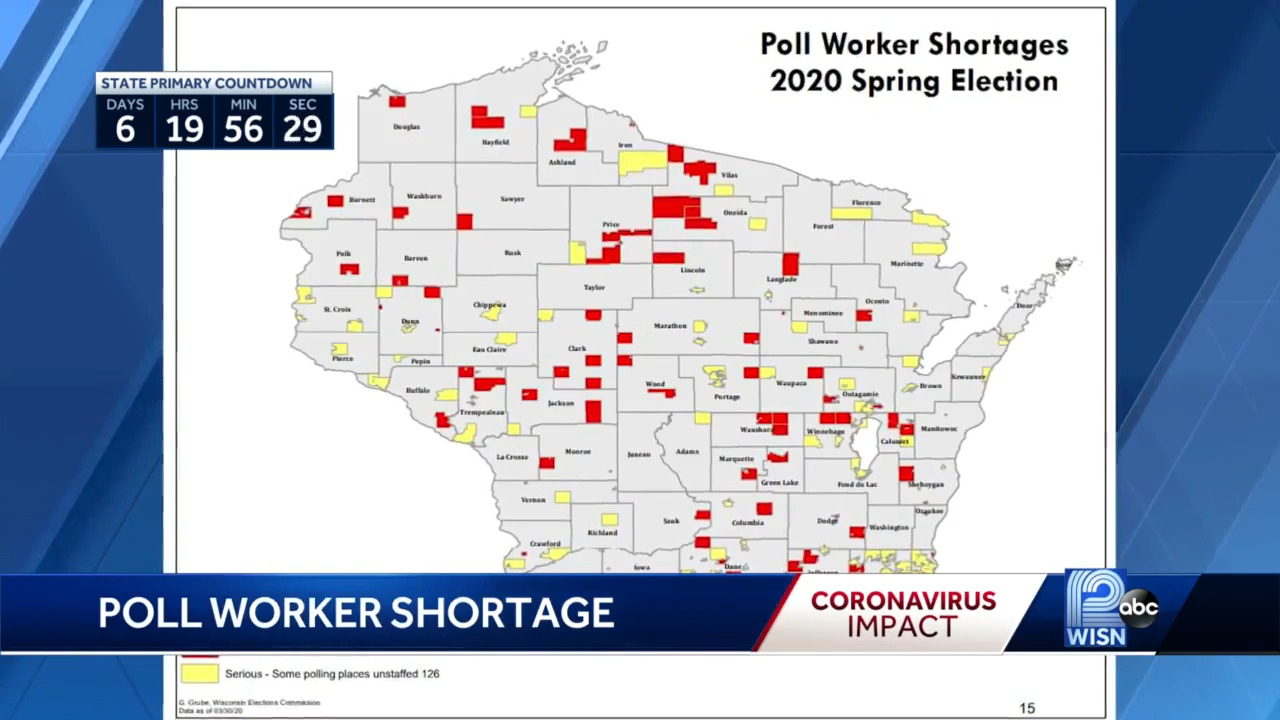 Poll Worker Shortages
2020 Spring Election
STATE PRIMARY COUNTDOWN
DAYS HRS MIN SEC
6 19 56 29
Douglas
Bayfield
Ashland
Iron
Vilas
Burnett
Washburn
Sawyer
Price
Oneida
Florence
Forest
Polk
Barron
Rusk
Lincoln
Langlade
Marinette
Door
Taylor
Chippewa
Oconto
Door
St. Croix
Dunn
Marathon
Menominee
Shawano
Pierce
Pepin
Eau Claire
Clark
Buffalo
Wood
Portage
Waupaca
Outagamie
Brown
Kewaunee
Trempealeau
Jackson
Waushara
Winnebago
Calumet
Manitowoc
La Crosse
Monroe
Juneau
Adams
Marquette
Green Lake
Fond du Lac
Sheboygan
Vernon
Richland
Sauk
Columbia
Dodge
Washington
Ozaukee
Crawford
Iowa
Dane
POLL WORKER SHORTAGE
CORONAVIRUS
IMPACT
12
abc
WISN
Serious - Some polling places unstaffed 126
G. Grube, Wisconsin Elections Commission
Data as of 03/30/20
15